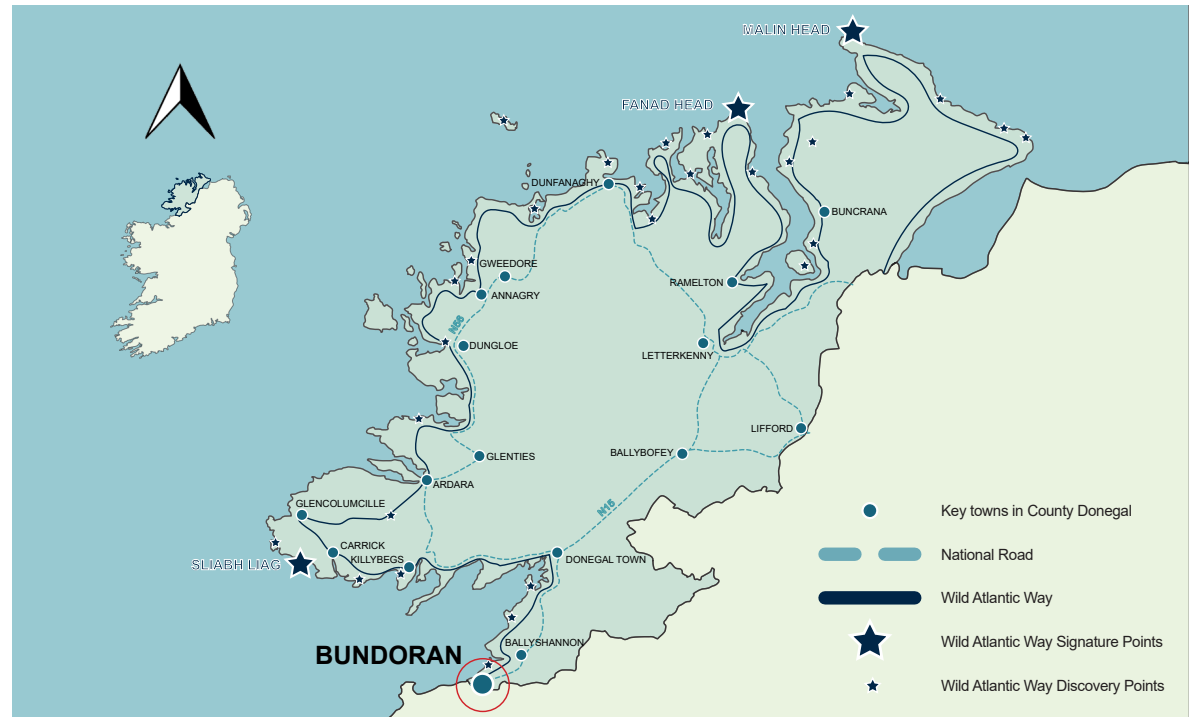 MALIN HEAD
FANAD HEAD
DUNFANAGHY
BUNCRANA
GWEEDORE
RAMELTON
ANNAGRY
N56
DUNGLOE
LETTERKENNY
LIFFORD
BALLYBOFEY
GLENTIES
ARDARA
GLENCOLUMCILLE
N15
CARRICK
KILLYBEGS
DONEGAL TOWN
SLIABH LIAG
BALLYSHANNON
BUNDORAN
Key towns in County Donegal
National Road
Wild Atlantic Way
Wild Atlantic Way Signature Points
Wild Atlantic Way Discovery Points